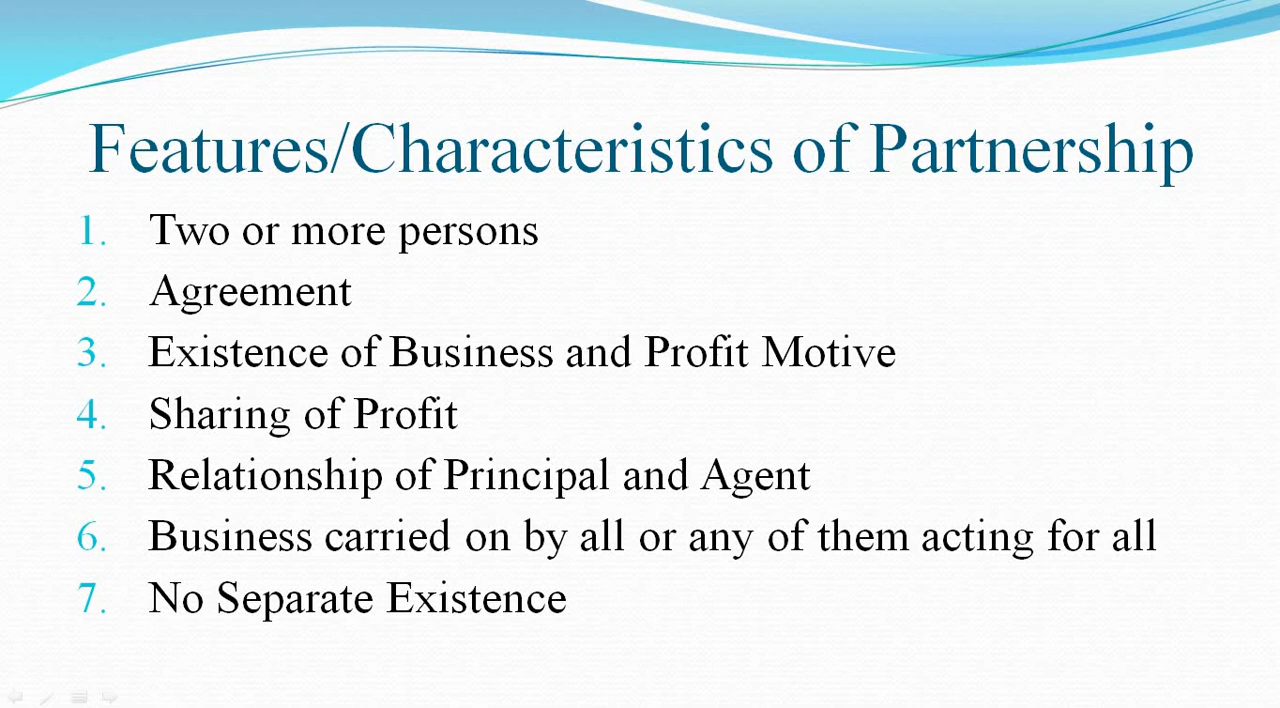 Features/Characteristics of Partnership
1. Two or more persons
2. Agreement
3. Existence of Business and Profit Motive
4. Sharing of Profit
5. Relationship of Principal and Agent
6. Business carried on by all or any of them acting for all
7. No Separate Existence